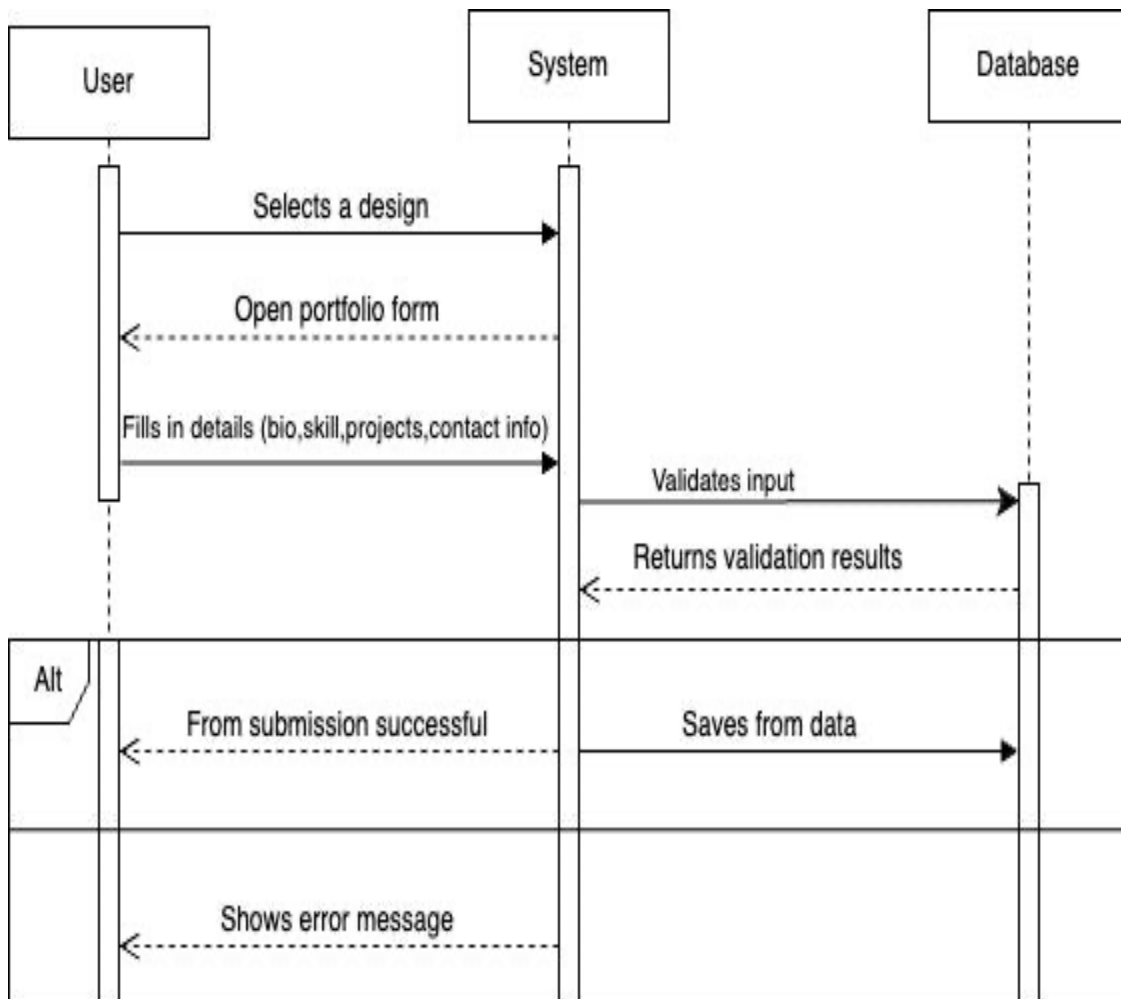 User
System
Database
Selects a design
Open portfolio form
Fills in details (bio,skill,projects,contact info)
Validates input
Returns validation results
Alt
From submission successful
Saves from data
Shows error message